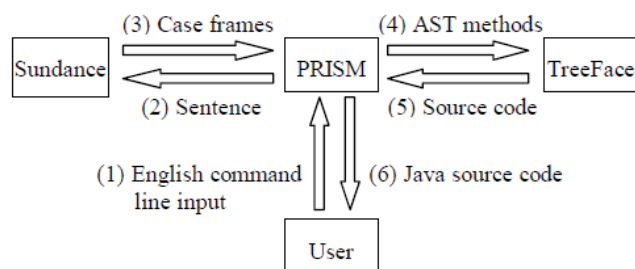 (3) Case frames
(4) AST methods
Sundance
PRISM
TreeFace
(2) Sentence
(5) Source code
(1) English command
line input
(6) Java source code
User